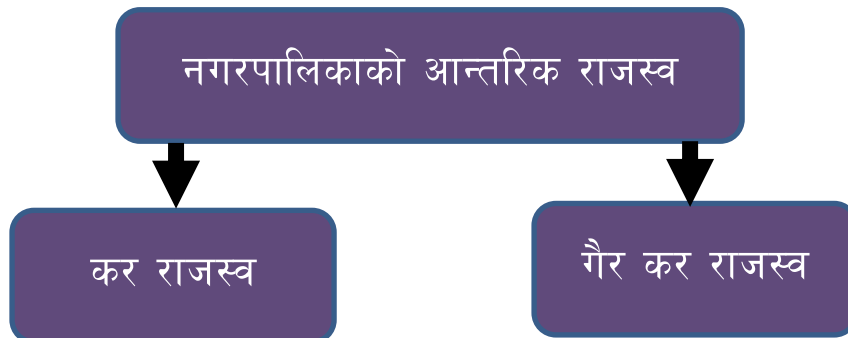 नगरपालिकाको आन्तरिक राजस्व
कर राजस्व
गैर कर राजस्व